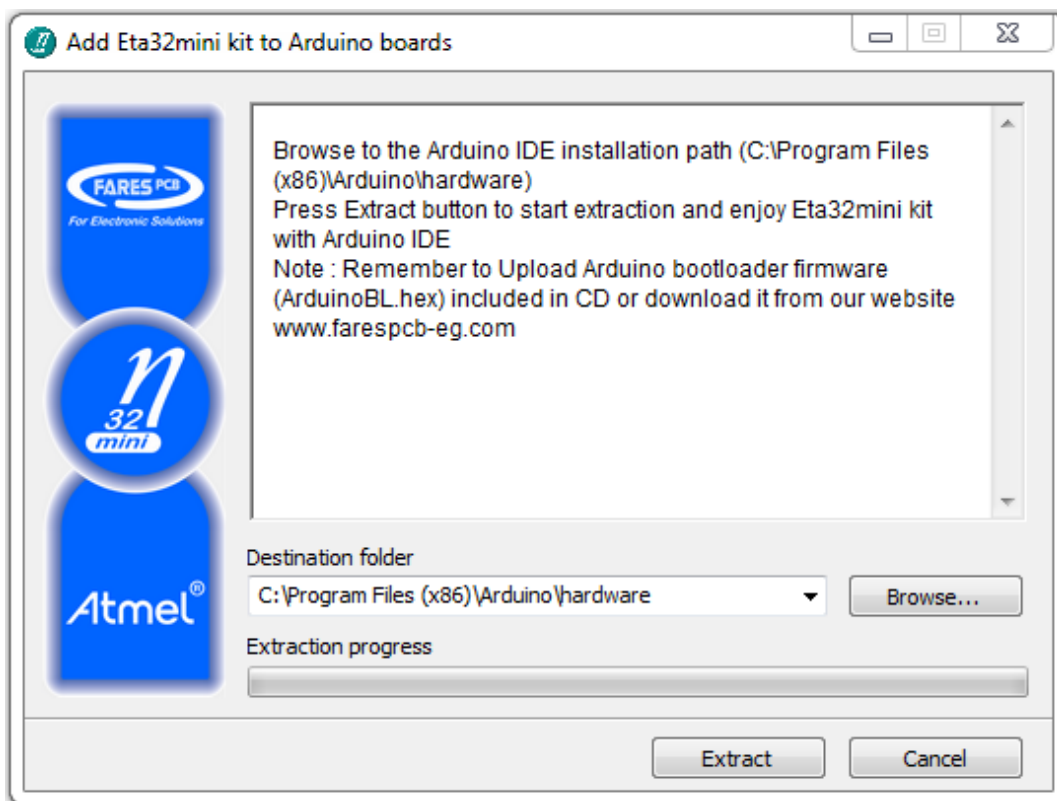 Add Eta32mini kit to Arduino boards
FARES PCB
For Electronic Solutions
η
32
mini
Atmel®
Browse to the Arduino IDE installation path (C:\Program Files
(x86)\Arduino\hardware)
Press Extract button to start extraction and enjoy Eta32mini kit
with Arduino IDE
Note : Remember to Upload Arduino bootloader firmware
(ArduinoBL.hex) included in CD or download it from our website
www.farespcb-eg.com
Destination folder
C:\Program Files (x86)\Arduino\hardware
Browse...
Extraction progress
Extract
Cancel